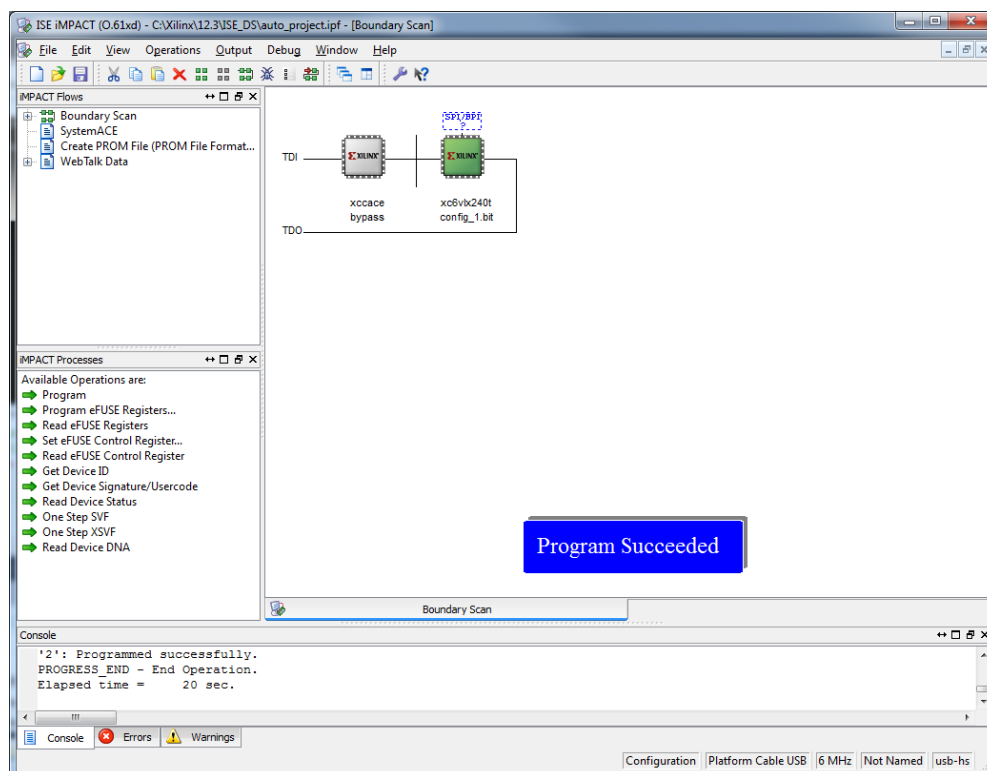 ISE iMPACT (O.61xd) - C:\Xilinx\12.3\ISE_DS\auto_project.ipf - [Boundary Scan]
File Edit View Operations Output Debug Window Help
iMPACT Flows
Boundary Scan
SystemACE
Create PROM File (PROM File Format...
WebTalk Data
SPI/BPI
?
TDI
XILINX
XILINX
xccace
bypass
xc6vlx240t
config_1.bit
TDO
iMPACT Processes
Available Operations are:
Program
Program eFUSE Registers...
Read eFUSE Registers
Set eFUSE Control Register...
Read eFUSE Control Register
Get Device ID
Get Device Signature/Usercode
Read Device Status
One Step SVF
One Step XSVF
Read Device DNA
Program Succeeded
Boundary Scan
Console
'2': Programmed successfully.
PROGRESS_END - End Operation.
Elapsed time =     20 sec.
Console Errors Warnings
Configuration Platform Cable USB 6 MHz Not Named usb-hs